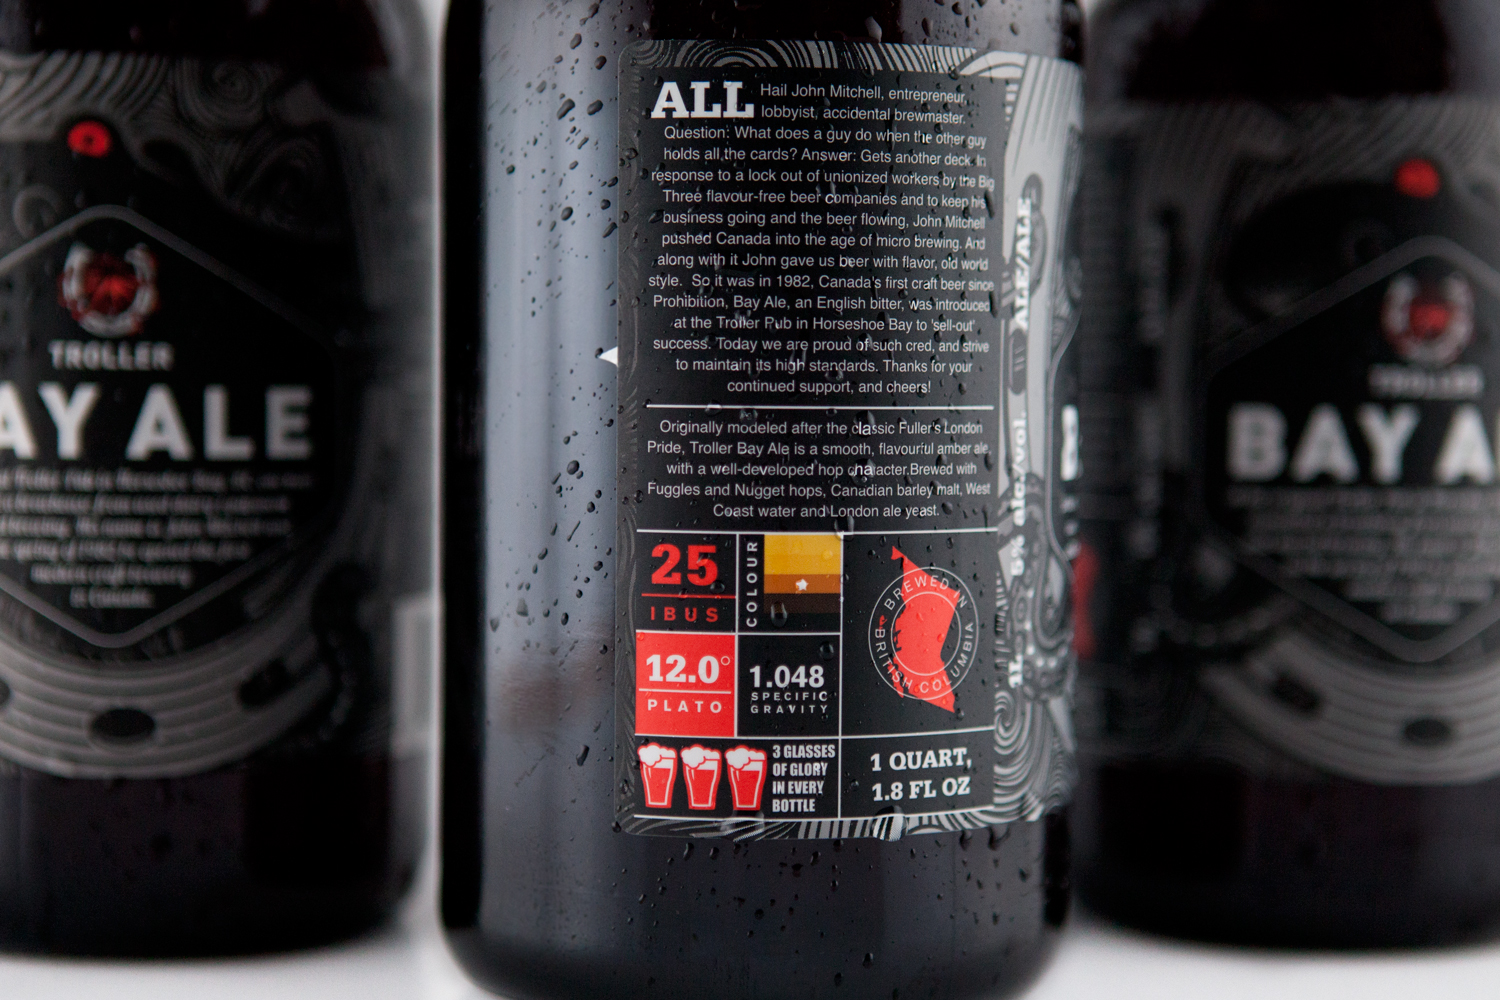 ALL Hail John Mitchell, entrepreneur,
lobbyist, accidental brewmaster.
Question: What does a guy do when the other guy
holds all the cards? Answer: Gets another deck. In
response to a lock out of unionized workers by the Big
Three flavour-free beer companies and to keep his
business going and the beer flowing, John Mitchell
pushed Canada into the age of micro brewing. And
along with it John gave us beer with flavor, old world
style. So it was in 1982, Canada's first craft beer since
Prohibition, Bay Ale, an English bitter, was introduced
at the Troller Pub in Horseshoe Bay to 'sell-out'
success. Today we are proud of such cred, and strive
to maintain its high standards. Thanks for your
continued support, and cheers!
Originally modeled after the classic Fuller's London
Pride, Troller Bay Ale is a smooth, flavourful amber ale,
with a well-developed hop character.Brewed with
Fuggles and Nugget hops, Canadian barley malt, West
Coast water and London ale yeast.
25
IBUS
COLOUR
12.0°
PLATO
1.048
SPECIFIC
GRAVITY
BREWED IN
BRITISH COLUMBIA
3 GLASSES
OF GLORY
IN EVERY
BOTTLE
1 QUART,
1.8 FL OZ
1L
5% alc./vol.
ALE/ALE
TROLLER
AY ALE
TROLLER
BAY A